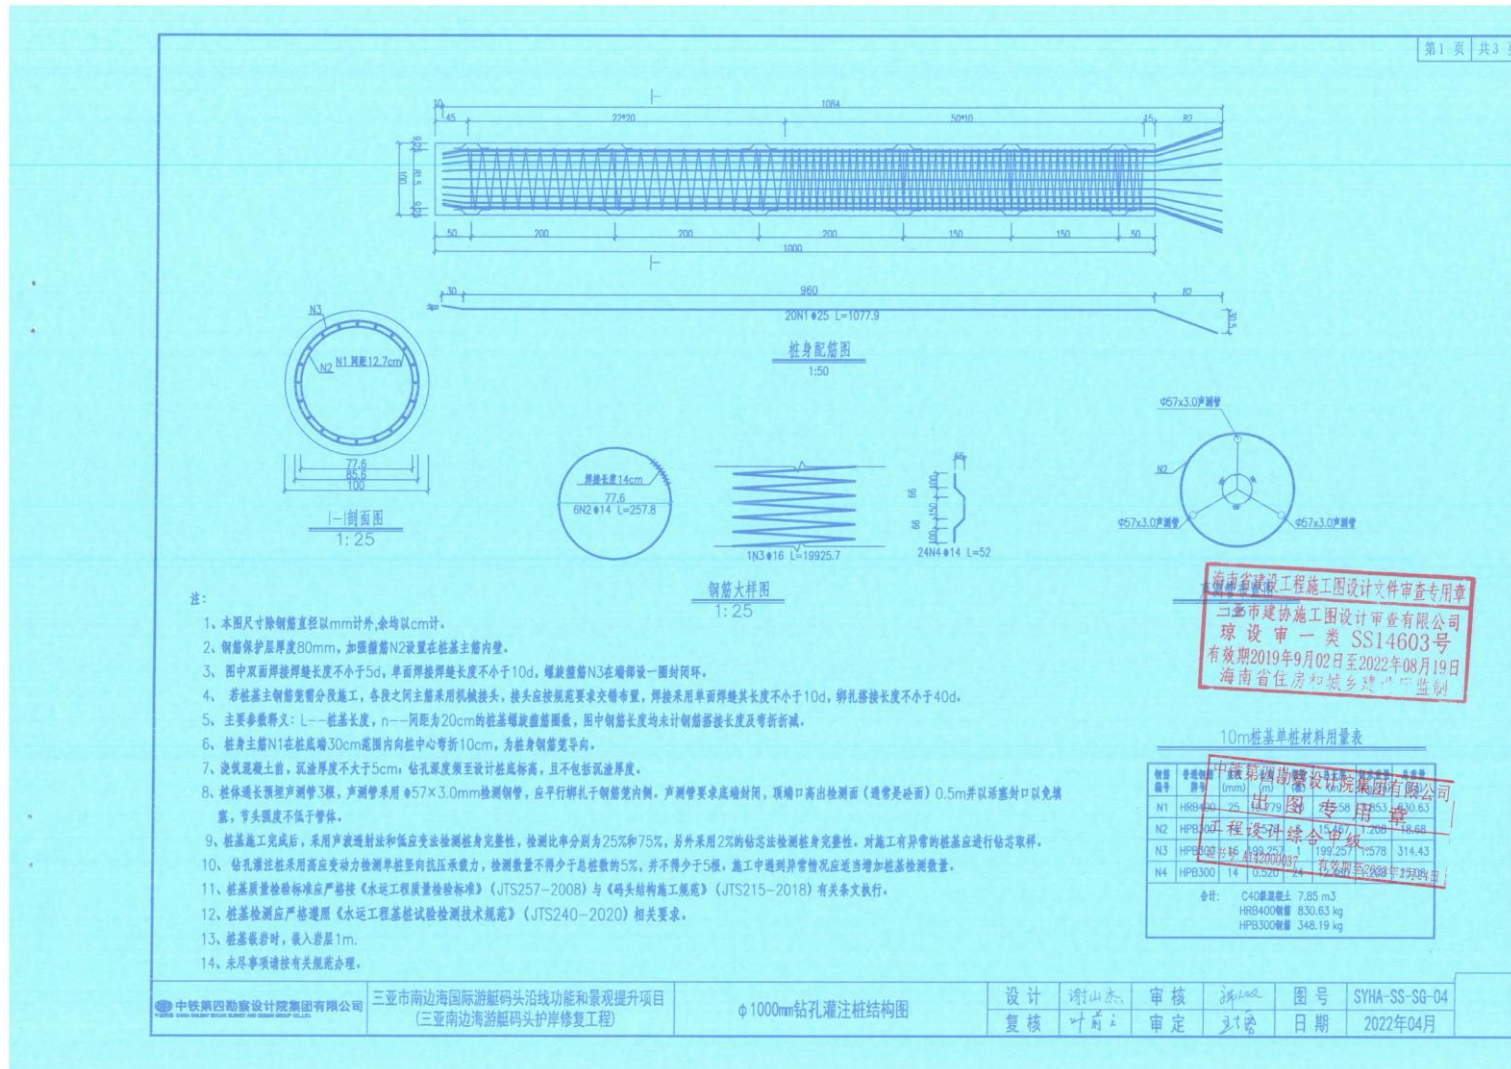 第1 页 共3
10
1084
45
22*20
50*10
15
82
100
50
200
200
200
150
150
50
1000
30
960
82
20N1Φ25 L=1077.9
桩身配筋图
1:50
N3
N2
N1 间距12.7cm
77.6
85.6
100
I-I剖面图
1:25
焊接长度14cm
77.6
6N2Φ14 L=257.8
1N3Φ16 L=19925.7
66
100
66
150
66
100
24N4Φ14 L=52
钢筋大样图
1:25
Φ57x3.0声测管
N2
Φ57x3.0声测管
Φ57x3.0声测管
海南省建设工程施工图设计文件审查专用章
三亚市建协施工图设计审查有限公司
琼设审一类 SS14603号
有效期2019年9月02日至2022年08月19日
海南省住房和城乡建设厅监制
注:
1、本图尺寸除钢筋直径以mm计外,余均以cm计。
2、钢筋保护层厚度80mm，加强箍筋N2设置在桩基主筋内壁。
3、图中双面焊接焊缝长度不小于5d，单面焊接焊缝长度不小于10d，螺旋箍筋N3在端部设一圈封闭环。
4、若桩基主钢筋笼需分段施工，各段之间主筋采用机械接头，接头应按规范要求交错布置，焊接采用单面焊缝其长度不小于10d，绑扎搭接长度不小于40d。
5、主要参数释义：L--桩基长度，n--间距为20cm的桩基螺旋箍筋圈数，图中钢筋长度均未计钢筋搭接长度及弯折折减。
6、桩身主筋N1在桩底端30cm范围内向桩中心弯折10cm，为桩身钢筋笼导向。
7、浇筑混凝土前，沉渣厚度不大于5cm；钻孔深度须至设计桩底标高，且不包括沉渣厚度。
8、桩体通长预埋声测管3根，声测管采用Φ57×3.0mm检测钢管，应平行绑扎于钢筋笼内侧。声测管要求底端封闭，顶端口高出检测面（通常是砼面）0.5m并以活塞封口以免填
塞，节头强度不低于管体。
9、桩基施工完成后，采用声波透射法和低应变法检测桩身完整性，检测比率分别为25%和75%，另外采用2%的钻芯法检测桩身完整性，对施工有异常的桩基应进行钻芯取样。
10、钻孔灌注桩采用高应变动力检测单桩竖向抗压承载力，检测数量不得少于总桩数的5%，并不得少于5根。施工中遇到异常情况应适当增加桩基检测数量。
11、桩基质量检验标准应严格按《水运工程质量检验标准》（JTS257-2008）与《码头结构施工规范》（JTS215-2018）有关条文执行。
12、桩基检测应严格遵照《水运工程基桩试验检测技术规范》（JTS240-2020）相关要求。
13、桩基嵌岩时，嵌入岩层1m.
14、未尽事项请按有关规范办理。
10m桩基单桩材料用量表
钢筋编号 普通钢筋牌号
N1 HRB400 25 830.63
N2 HPB300 18.68
N3 HPB300 16 199.257 1 199.257 1.578 314.43
N4 HPB300 14 0.520 24
中铁第四勘察设计院集团有限公司
出图专用章
工程设计综合甲级
合计: C40混凝土 7.85 m3
HRB400钢筋 830.63 kg
HPB300钢筋 348.19 kg
中铁第四勘察设计院集团有限公司
三亚市南边海国际游艇码头沿线功能和景观提升项目
(三亚南边海游艇码头护岸修复工程)
φ1000mm钻孔灌注桩结构图
设计 审核 图号 SYHA-SS-SG-04
复核 审定 日期 2022年04月